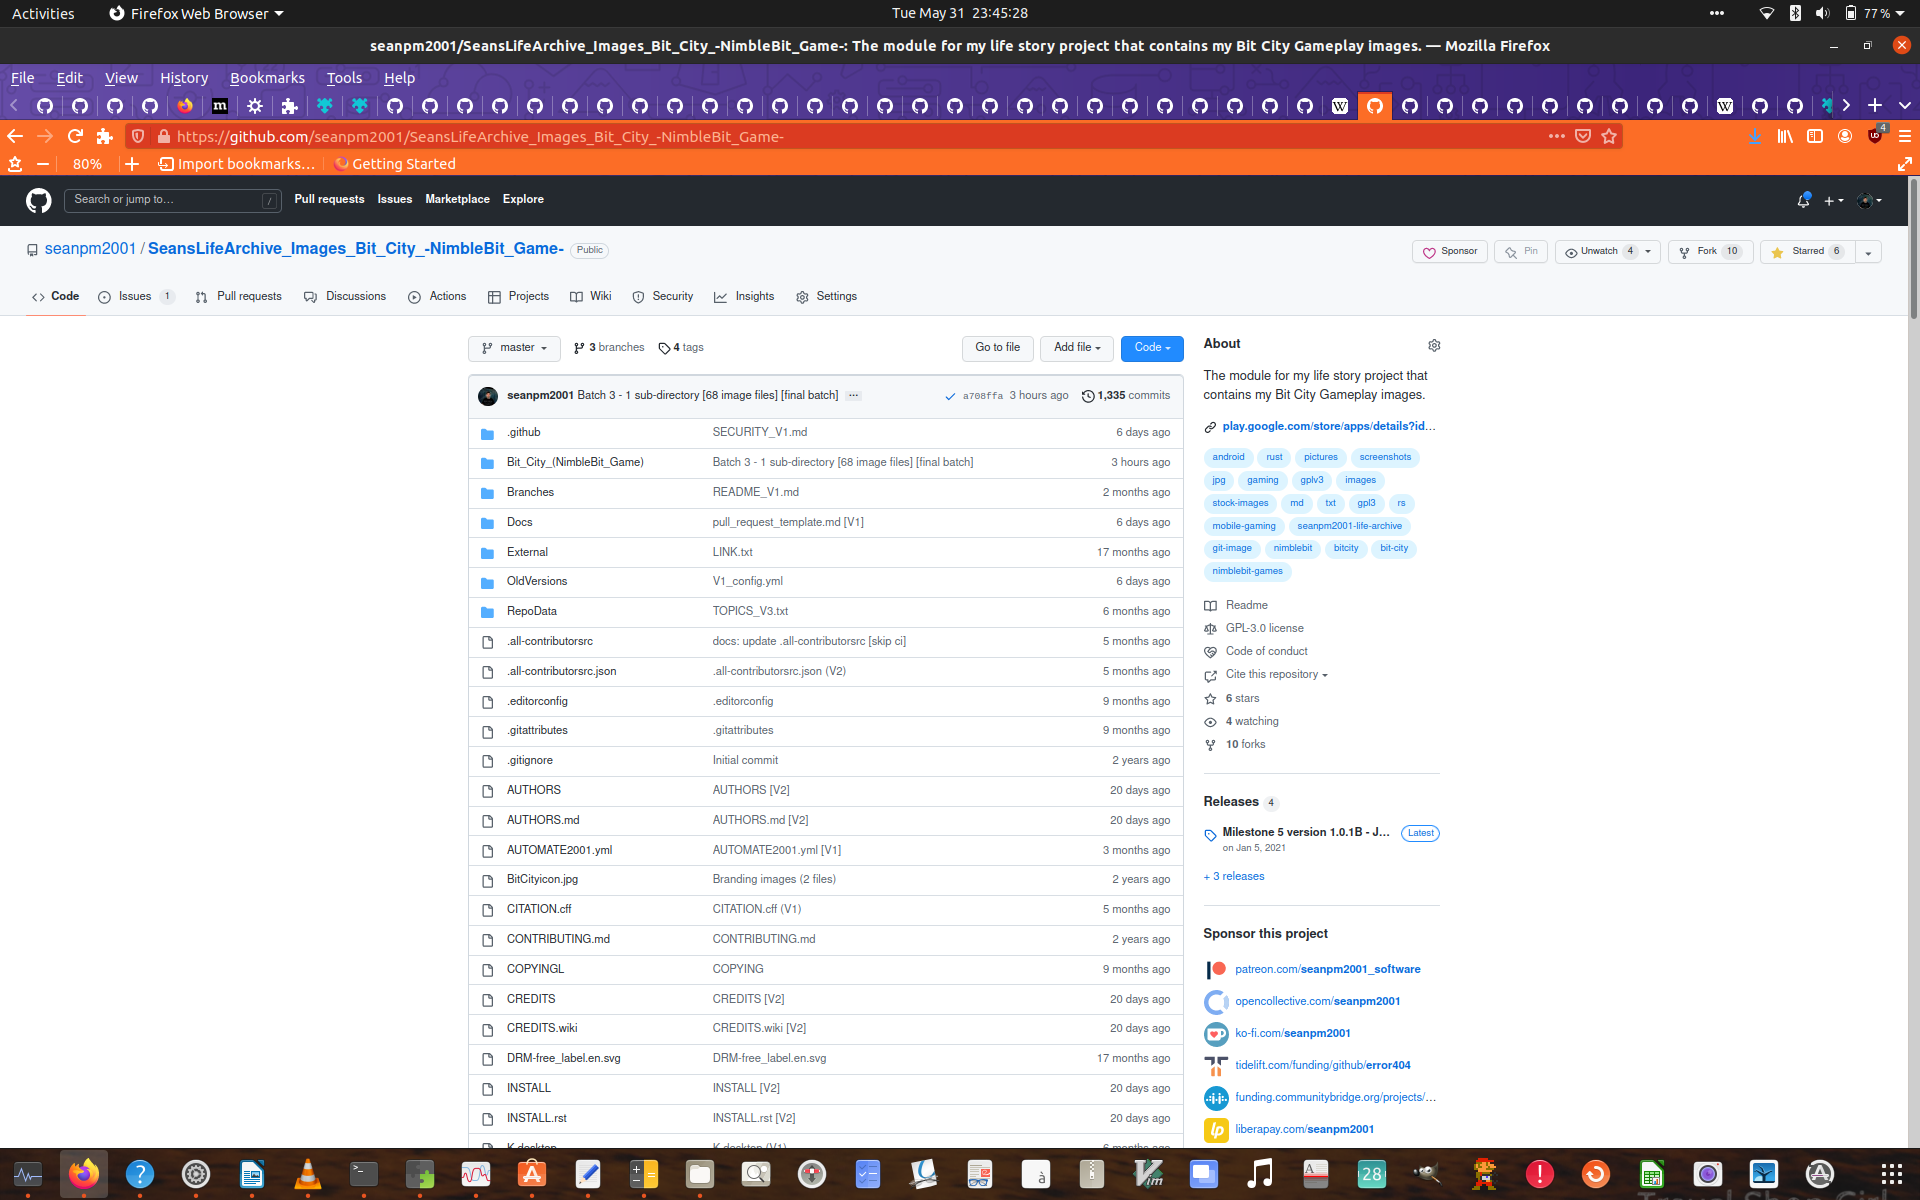 Activities Firefox Web Browser Tue May 31 23:45:28 77 %
seanpm2001/SeansLifeArchive_Images_Bit_City_-NimbleBit_Game-: The module for my life story project that contains my Bit City Gameplay images. — Mozilla Firefox
File Edit View History Bookmarks Tools Help
https://github.com/seanpm2001/SeansLifeArchive_Images_Bit_City_-NimbleBit_Game- 4
80% Import bookmarks… Getting Started
Search or jump to… / Pull requests Issues Marketplace Explore
seanpm2001 / SeansLifeArchive_Images_Bit_City_-NimbleBit_Game- Public Sponsor Pin Unwatch 4 Fork 10 Starred 6
Code Issues 1 Pull requests Discussions Actions Projects Wiki Security Insights Settings
master 3 branches 4 tags Go to file Add file Code
seanpm2001 Batch 3 - 1 sub-directory [68 image files] [final batch] … a708ffa 3 hours ago 1,335 commits
.github SECURITY_V1.md 6 days ago
Bit_City_(NimbleBit_Game) Batch 3 - 1 sub-directory [68 image files] [final batch] 3 hours ago
Branches README_V1.md 2 months ago
Docs pull_request_template.md [V1] 6 days ago
External LINK.txt 17 months ago
OldVersions V1_config.yml 6 days ago
RepoData TOPICS_V3.txt 6 months ago
.all-contributorsrc docs: update .all-contributorsrc [skip ci] 5 months ago
.all-contributorsrc.json .all-contributorsrc.json (V2) 5 months ago
.editorconfig .editorconfig 9 months ago
.gitattributes .gitattributes 9 months ago
.gitignore Initial commit 2 years ago
AUTHORS AUTHORS [V2] 20 days ago
AUTHORS.md AUTHORS.md [V2] 20 days ago
AUTOMATE2001.yml AUTOMATE2001.yml [V1] 3 months ago
BitCityicon.jpg Branding images (2 files) 2 years ago
CITATION.cff CITATION.cff (V1) 5 months ago
CONTRIBUTING.md CONTRIBUTING.md 2 years ago
COPYINGL COPYING 9 months ago
CREDITS CREDITS [V2] 20 days ago
CREDITS.wiki CREDITS.wiki [V2] 20 days ago
DRM-free_label.en.svg DRM-free_label.en.svg 17 months ago
INSTALL INSTALL [V2] 20 days ago
INSTALL.rst INSTALL.rst [V2] 20 days ago
About
The module for my life story project that
contains my Bit City Gameplay images.
play.google.com/store/apps/details?id…
android rust pictures screenshots
jpg gaming gplv3 images
stock-images md txt gpl3 rs
mobile-gaming seanpm2001-life-archive
git-image nimblebit bitcity bit-city
nimblebit-games
Readme
GPL-3.0 license
Code of conduct
Cite this repository
6 stars
4 watching
10 forks
Releases 4
Milestone 5 version 1.0.1B - J… Latest
on Jan 5, 2021
+ 3 releases
Sponsor this project
patreon.com/seanpm2001_software
opencollective.com/seanpm2001
ko-fi.com/seanpm2001
tidelift.com/funding/github/error404
funding.communitybridge.org/projects/…
liberapay.com/seanpm2001
28